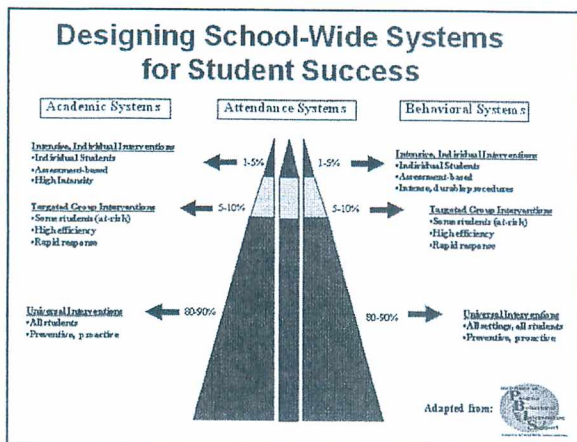 Designing School-Wide Systems
for Student Success
Academic Systems
Attendance Systems
Behavioral Systems
Intensive, Individual Interventions
•Individual Students
•Assessment-based
•High Intensity
1-5%
1-5%
Intensive, Individual Interventions
•Individual Students
•Assessment-based
•Intense, durable procedures
Targeted Group Interventions
•Some students (at-risk)
•High efficiency
•Rapid response
5-10%
5-10%
Targeted Group Interventions
•Some students (at-risk)
•High efficiency
•Rapid response
Universal Interventions
•All students
•Preventive, proactive
80-90%
80-90%
Universal Interventions
•All settings, all students
•Preventive, proactive
Adapted from:
Positive
Behavioral
Interventions
Support